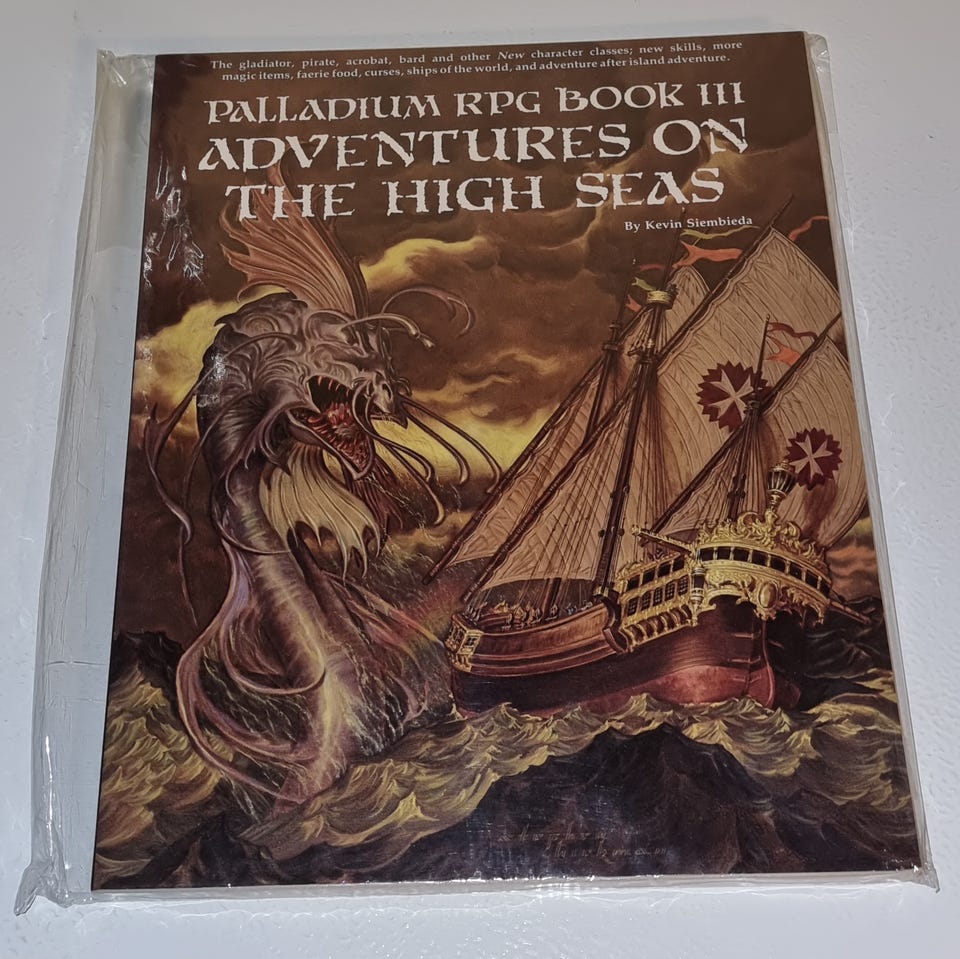 The gladiator, pirate, acrobat, bard and other New character classes; new skills, more
magic items, faerie food, curses, ships of the world, and adventure after island adventure.
PALLADIUM RPG BOOK III
ADVENTURES ON
THE HIGH SEAS
By Kevin Siembieda